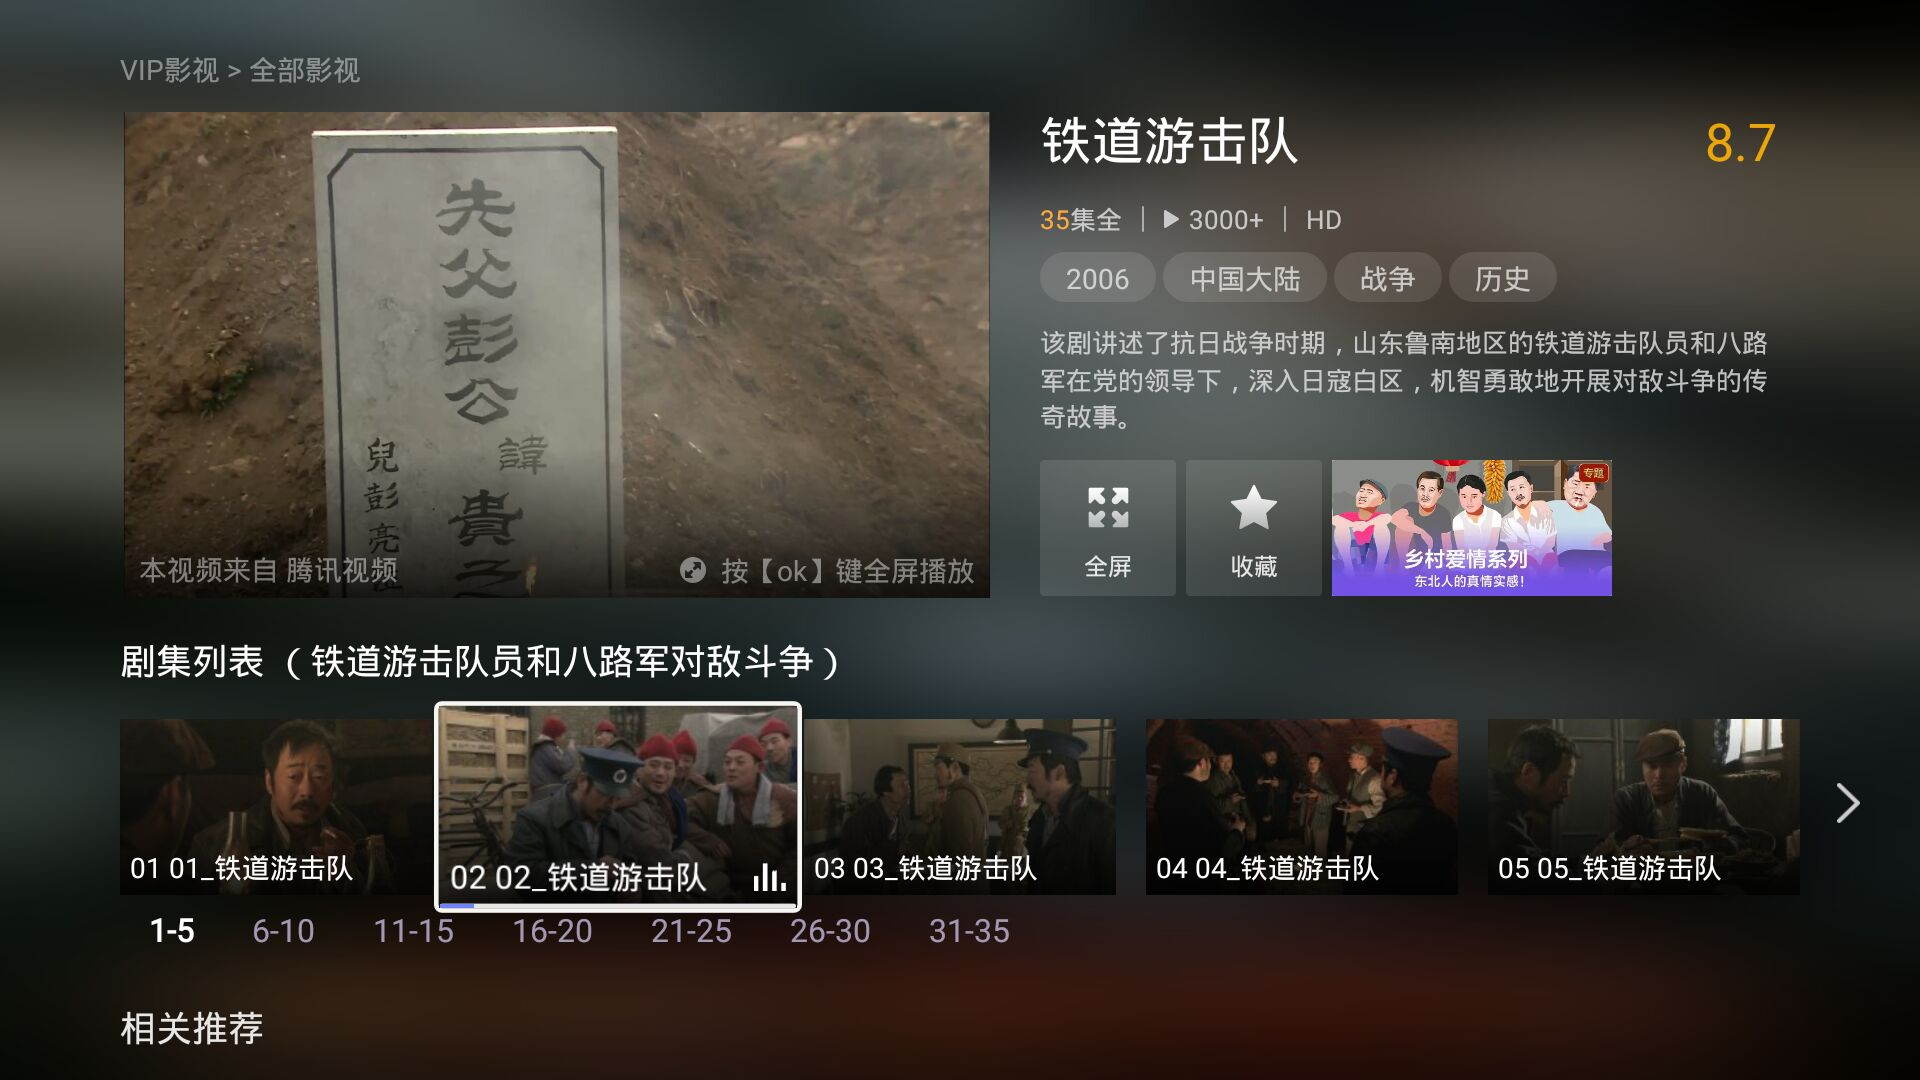 VIP影视 > 全部影视
先父彭公
諱
貴之
兒彭亮
本视频来自 腾讯视频
按【ok】键全屏播放
铁道游击队
8.7
35集全 | 3000+ | HD
2006 中国大陆 战争 历史
该剧讲述了抗日战争时期，山东鲁南地区的铁道游击队员和八路
军在党的领导下，深入日寇白区，机智勇敢地开展对敌斗争的传
奇故事。
全屏
收藏
专题
乡村爱情系列
东北人的真情实感!
剧集列表 （铁道游击队员和八路军对敌斗争）
01 01_铁道游击队
02 02_铁道游击队
03 03_铁道游击队
04 04_铁道游击队
05 05_铁道游击队
1-5 6-10 11-15 16-20 21-25 26-30 31-35
相关推荐